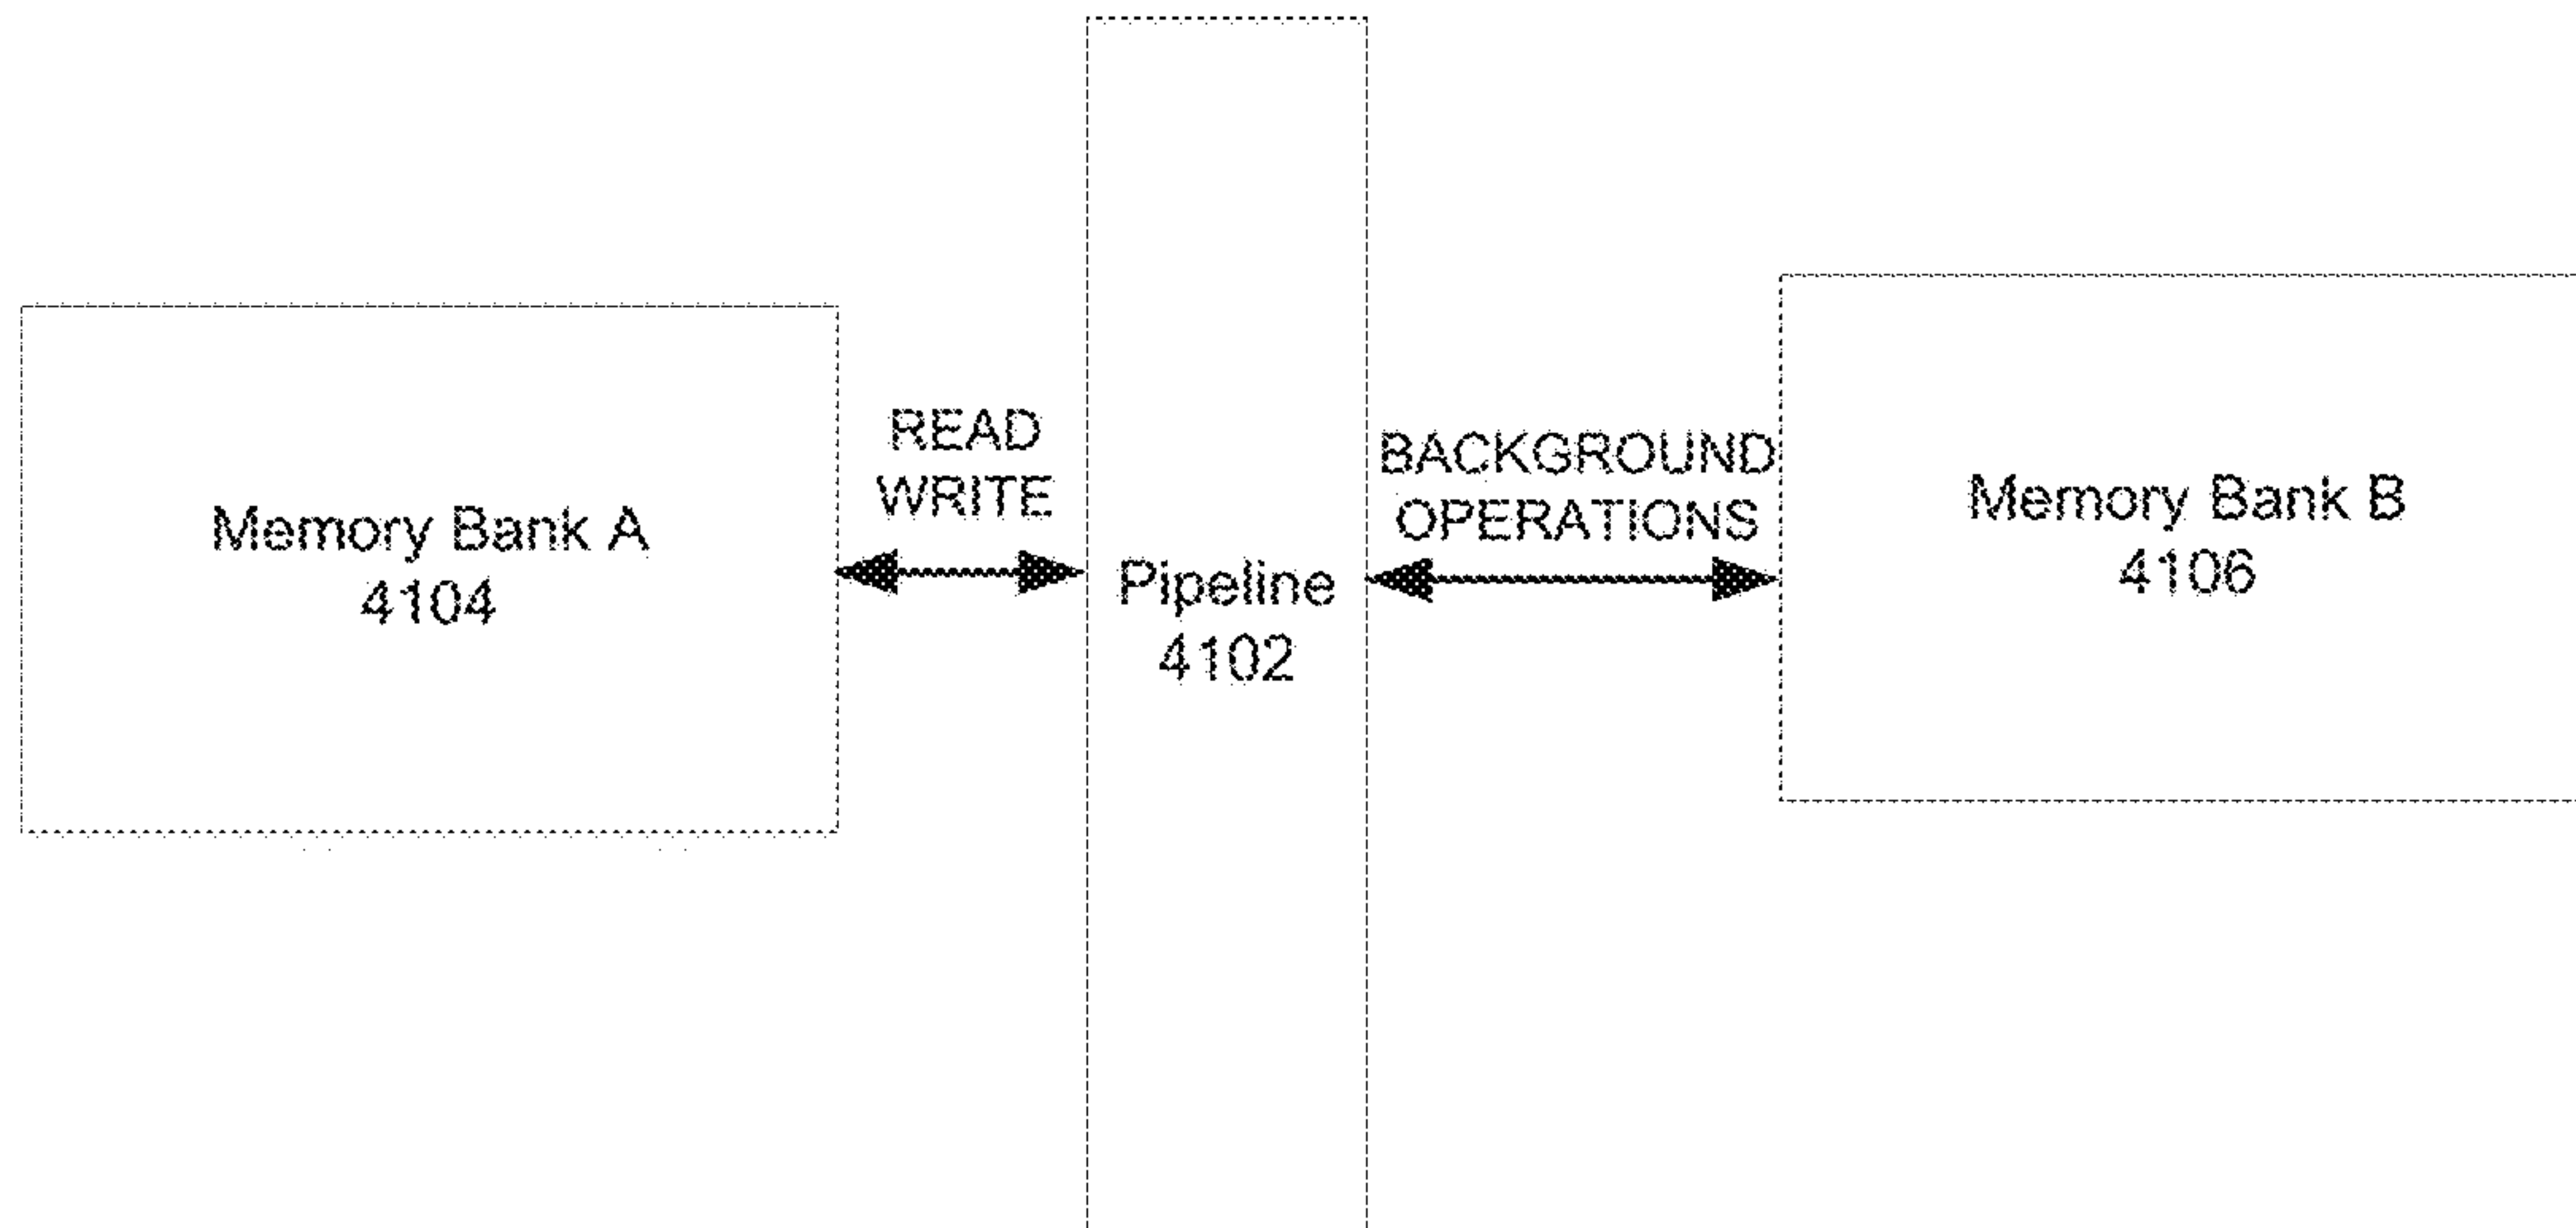 Memory Bank A
4104
READ
WRITE
Pipeline
4102
BACKGROUND
OPERATIONS
Memory Bank B
4106